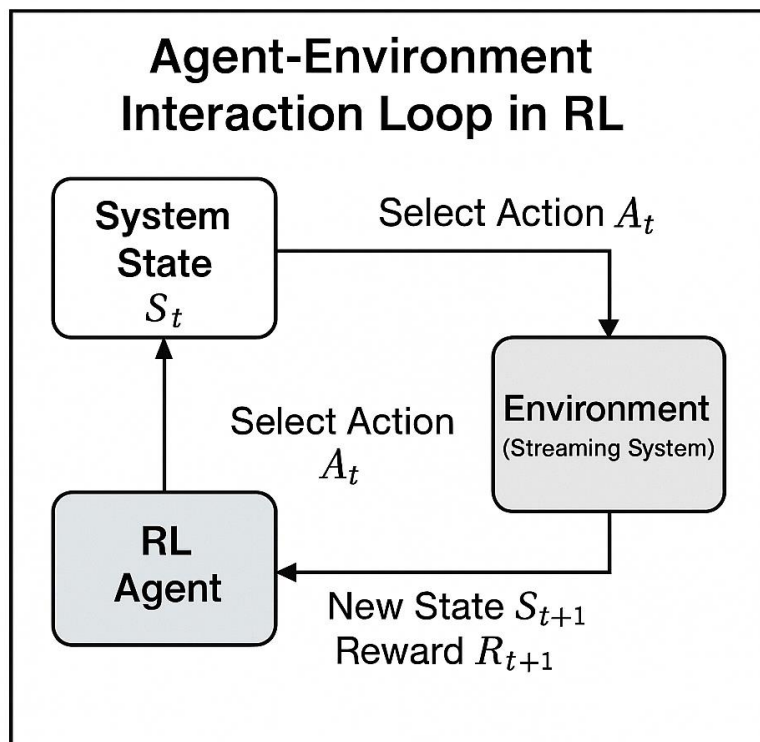 Agent-Environment
Interaction Loop in RL
System
State
S_t
Select Action A_t
Environment
(Streaming System)
Select Action
A_t
RL
Agent
New State S_{t+1}
Reward R_{t+1}